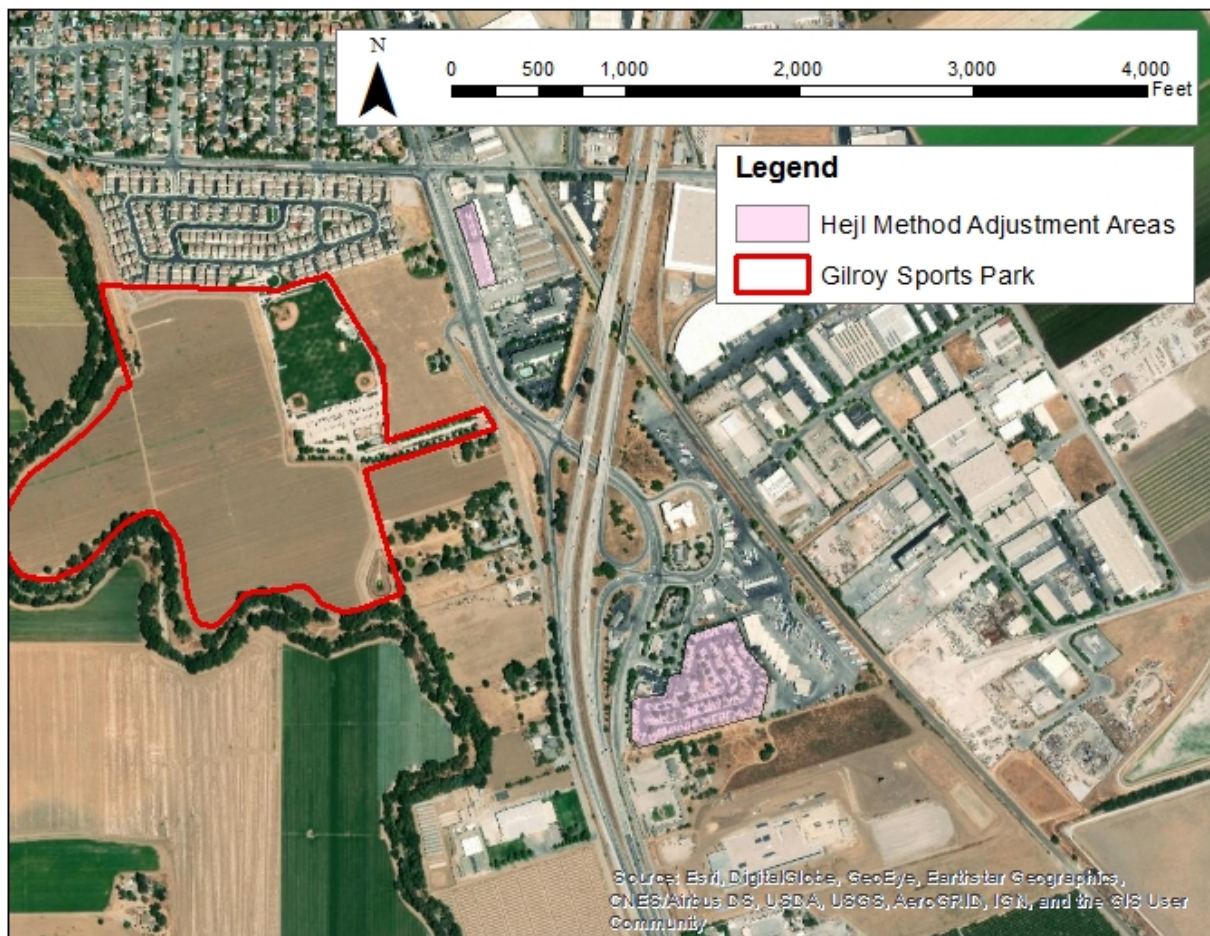 N
0 500 1,000 2,000 3,000 4,000
Feet
Legend
Hejl Method Adjustment Areas
Gilroy Sports Park
Source: Esri, DigitalGlobe, GeoEye, Earthstar Geographics,
CNES/Airbus DS, USDA, USGS, AeroGRID, IGN, and the GIS User
Community